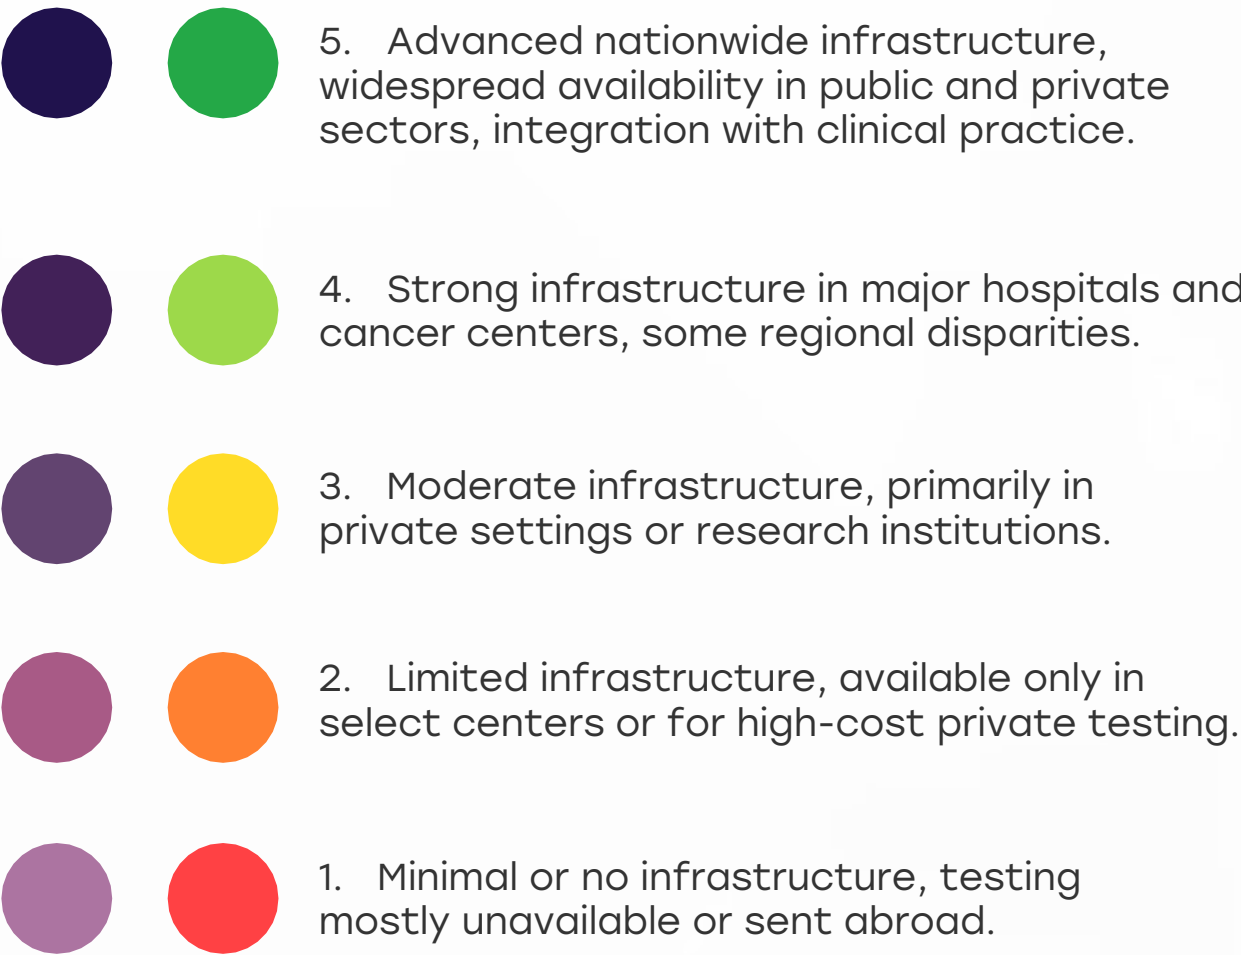 5. Advanced nationwide infrastructure,
widespread availability in public and private
sectors, integration with clinical practice.
4. Strong infrastructure in major hospitals and
cancer centers, some regional disparities.
3. Moderate infrastructure, primarily in
private settings or research institutions.
2. Limited infrastructure, available only in
select centers or for high-cost private testing.
1. Minimal or no infrastructure, testing
mostly unavailable or sent abroad.